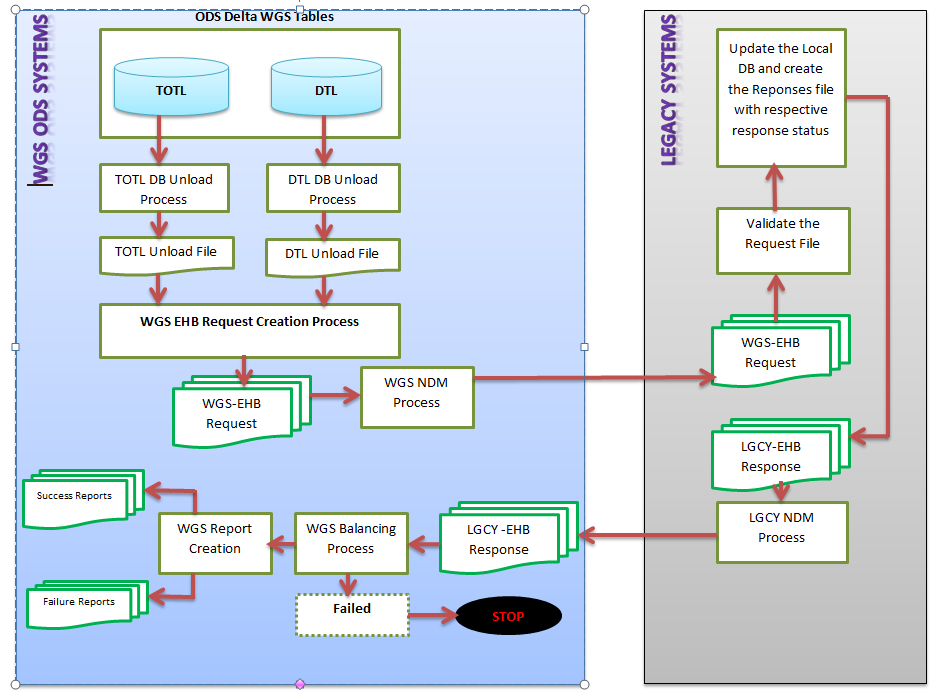 ODS Delta WGS Tables
WGS ODS SYSTEMS
TOTL
DTL
TOTL DB Unload
Process
DTL DB Unload
Process
TOTL Unload File
DTL Unload File
WGS EHB Request Creation Process
WGS-EHB
Request
WGS NDM
Process
Success Reports
WGS Report
Creation
WGS Balancing
Process
LGCY -EHB
Response
Failure Reports
Failed
STOP
LEGACY SYSTEMS
Update the Local
DB and create
the Reponses file
with respective
response status
Validate the
Request File
WGS-EHB
Request
LGCY-EHB
Response
LGCY NDM
Process